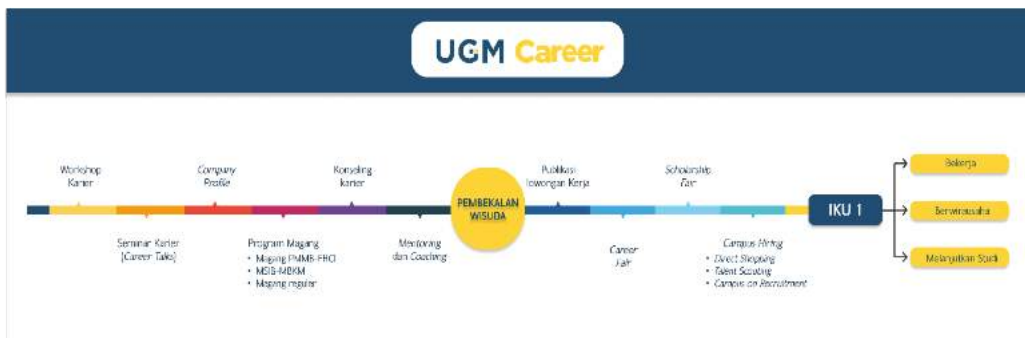 UGM Career
Workshop
Karier
Seminar Karier
(Career Talks)
Company
Profile
Program Magang
• Magang PMMB-FHCI
• MSIB-MBKM
• Magang reguler
Konseling
karier
Mentoring
dan Coaching
PEMBEKALAN
WISUDA
Publikasi
lowongan Kerja
Career
Fair
Scholarship
Fair
Campus Hiring
• Direct Shopping
• Talent Scouting
• Campus on Recruitment
IKU 1
Bekerja
Berwirausaha
Melanjutkan Studi